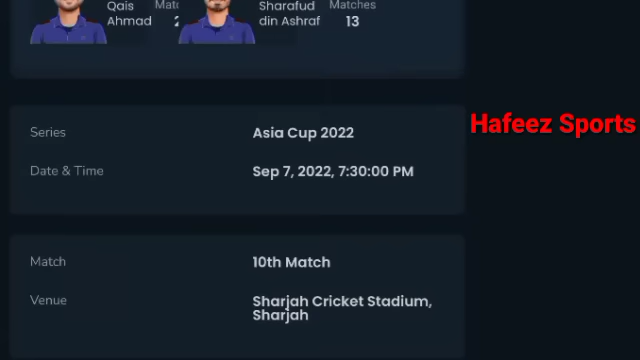 Qais
Ahmad
Sharafud
din Ashraf
Matches
13
Hafeez Sports
Series
Asia Cup 2022
Date & Time
Sep 7, 2022, 7:30:00 PM
Match
10th Match
Venue
Sharjah Cricket Stadium,
Sharjah